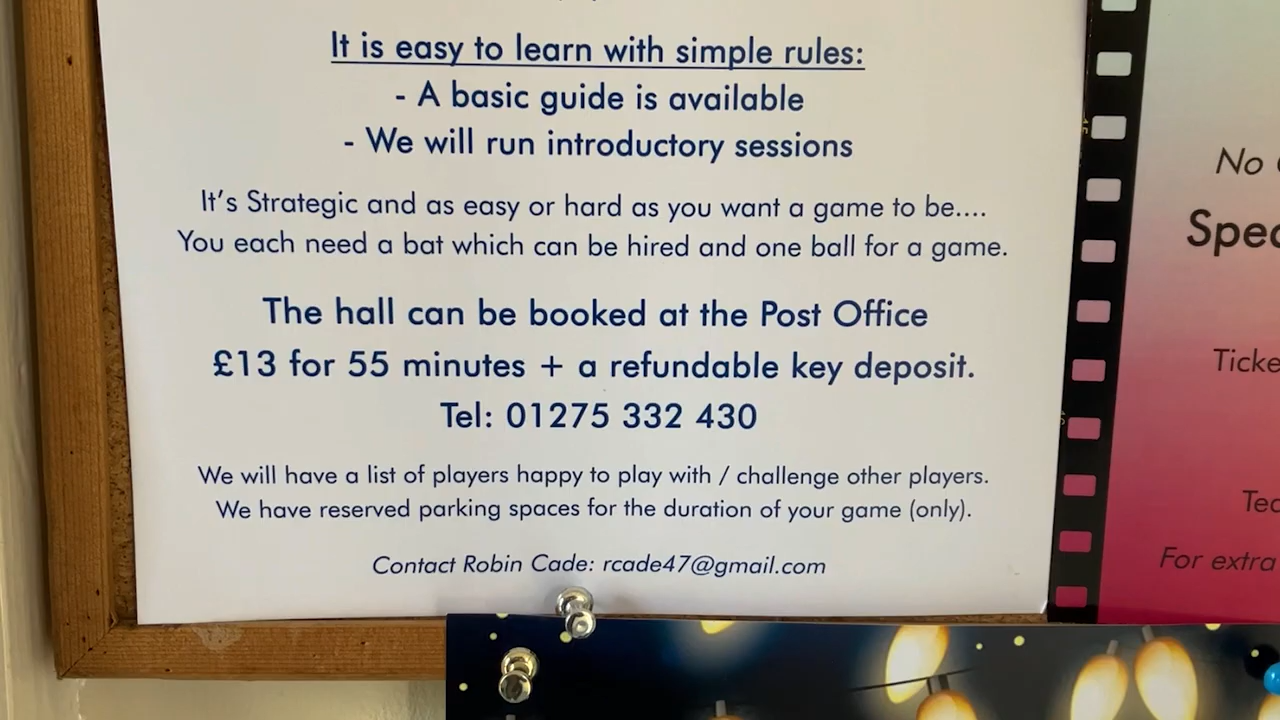 It is easy to learn with simple rules:
- A basic guide is available
- We will run introductory sessions
It's Strategic and as easy or hard as you want a game to be....
You each need a bat which can be hired and one ball for a game.
The hall can be booked at the Post Office
£13 for 55 minutes + a refundable key deposit.
Tel: 01275 332 430
We will have a list of players happy to play with / challenge other players.
We have reserved parking spaces for the duration of your game (only).
Contact Robin Cade: rcade47@gmail.com
No
For extra